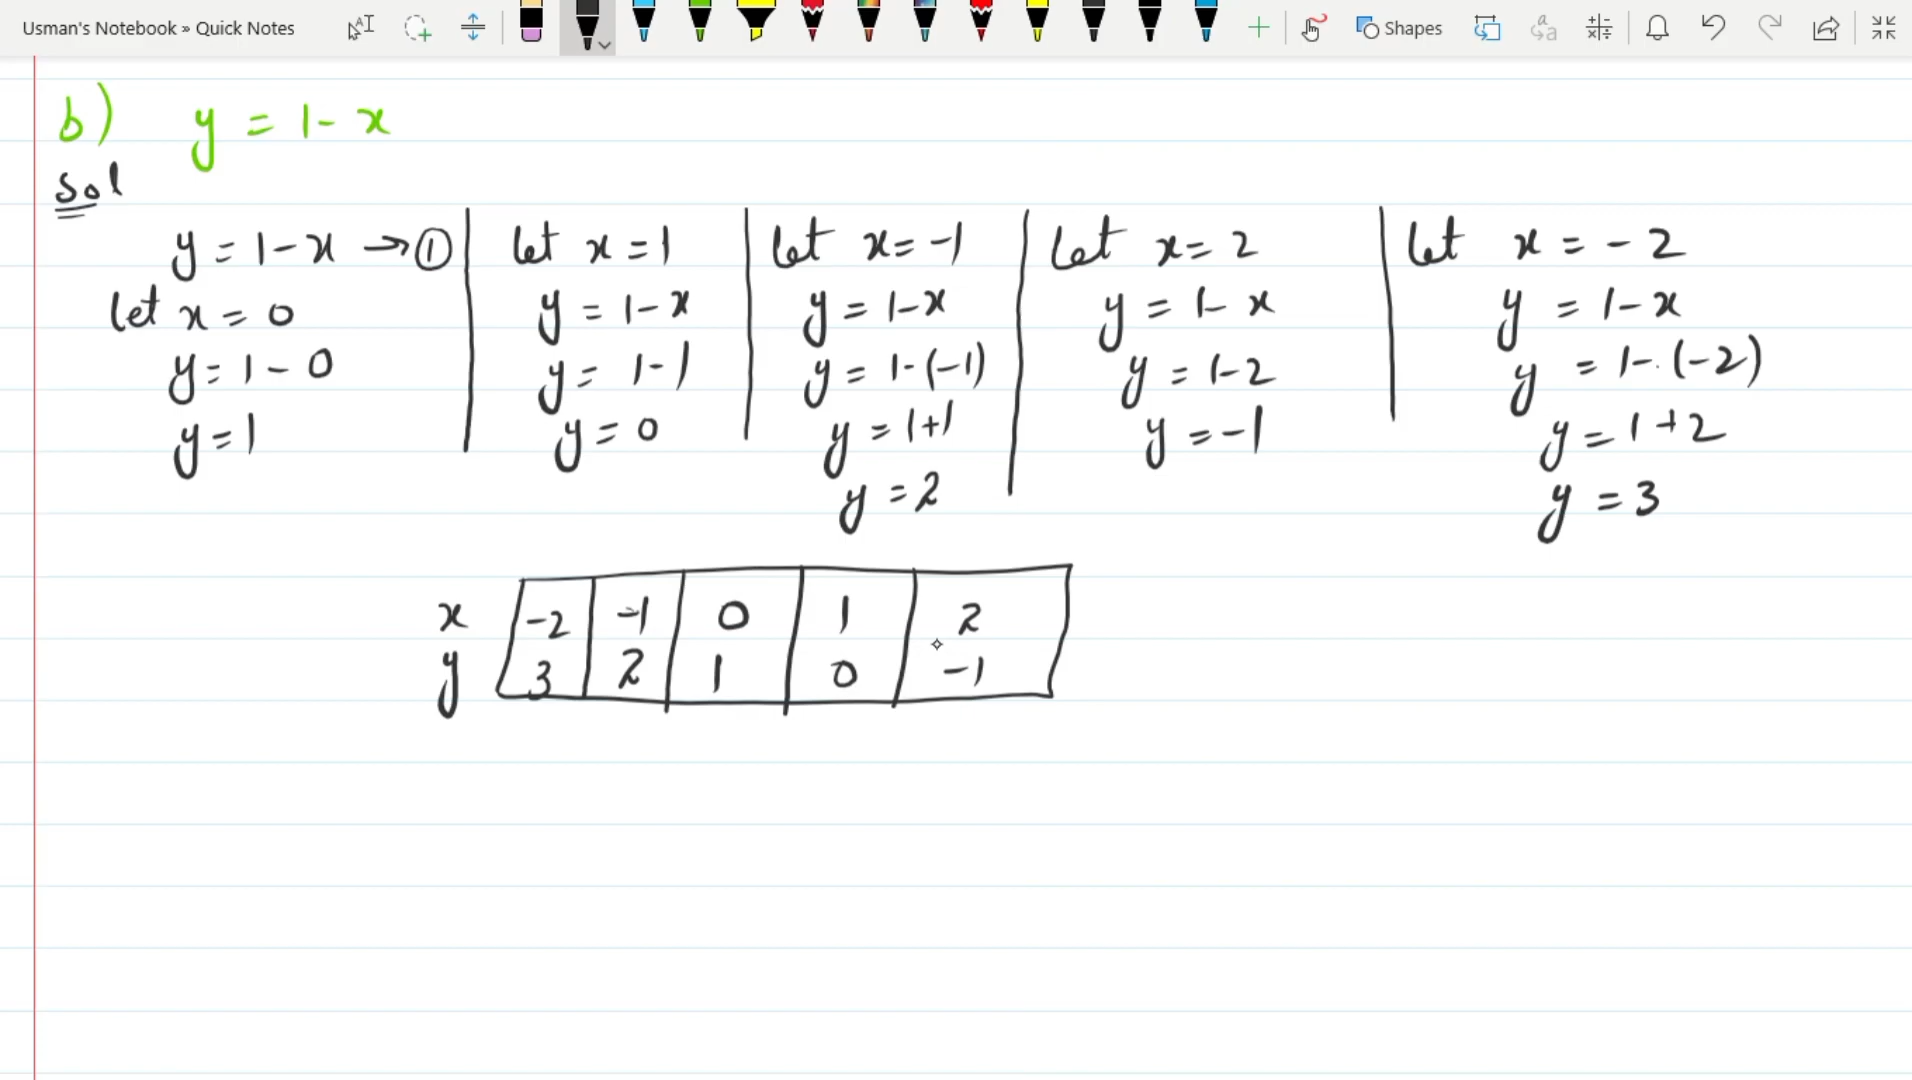 Usman's Notebook » Quick Notes
Shapes
b) y = 1 - x
Sol
y = 1 - x → ①
let x = 0
y = 1 - 0
y = 1
let x = 1
y = 1 - x
y = 1 - 1
y = 0
let x = -1
y = 1 - x
y = 1 - (-1)
y = 1 + 1
y = 2
let x = 2
y = 1 - x
y = 1 - 2
y = -1
let x = - 2
y = 1 - x
y = 1 - (-2)
y = 1 + 2
y = 3
x -2 -1 0 1 2
y 3 2 1 0 -1